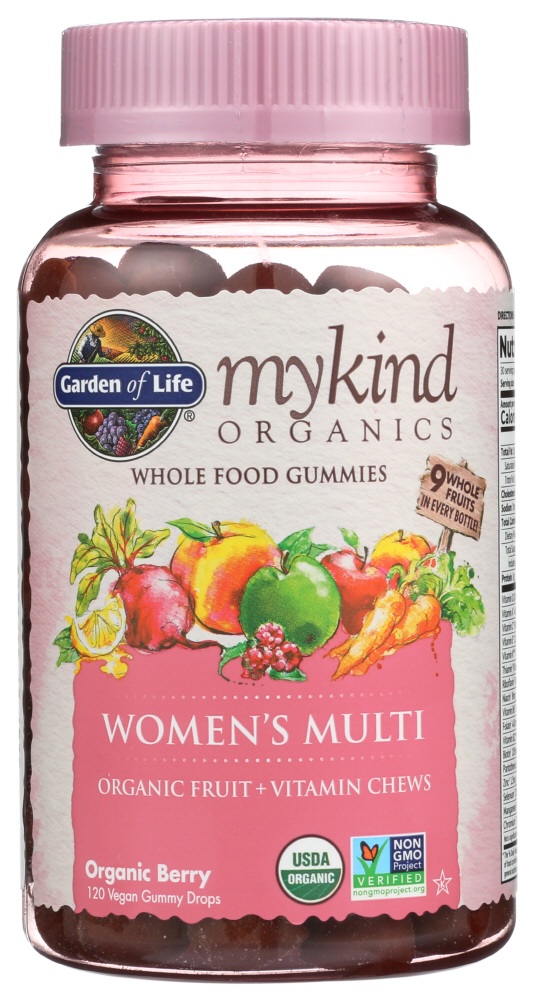 Garden of Life
®
mykind
ORGANICS
WHOLE FOOD GUMMIES
9 WHOLE
FRUITS
IN EVERY BOTTLE!
WOMEN'S MULTI
ORGANIC FRUIT + VITAMIN CHEWS
Organic Berry
120 Vegan Gummy Drops
USDA
ORGANIC
NON
GMO
Project
VERIFIED
nongmoproject.org
K